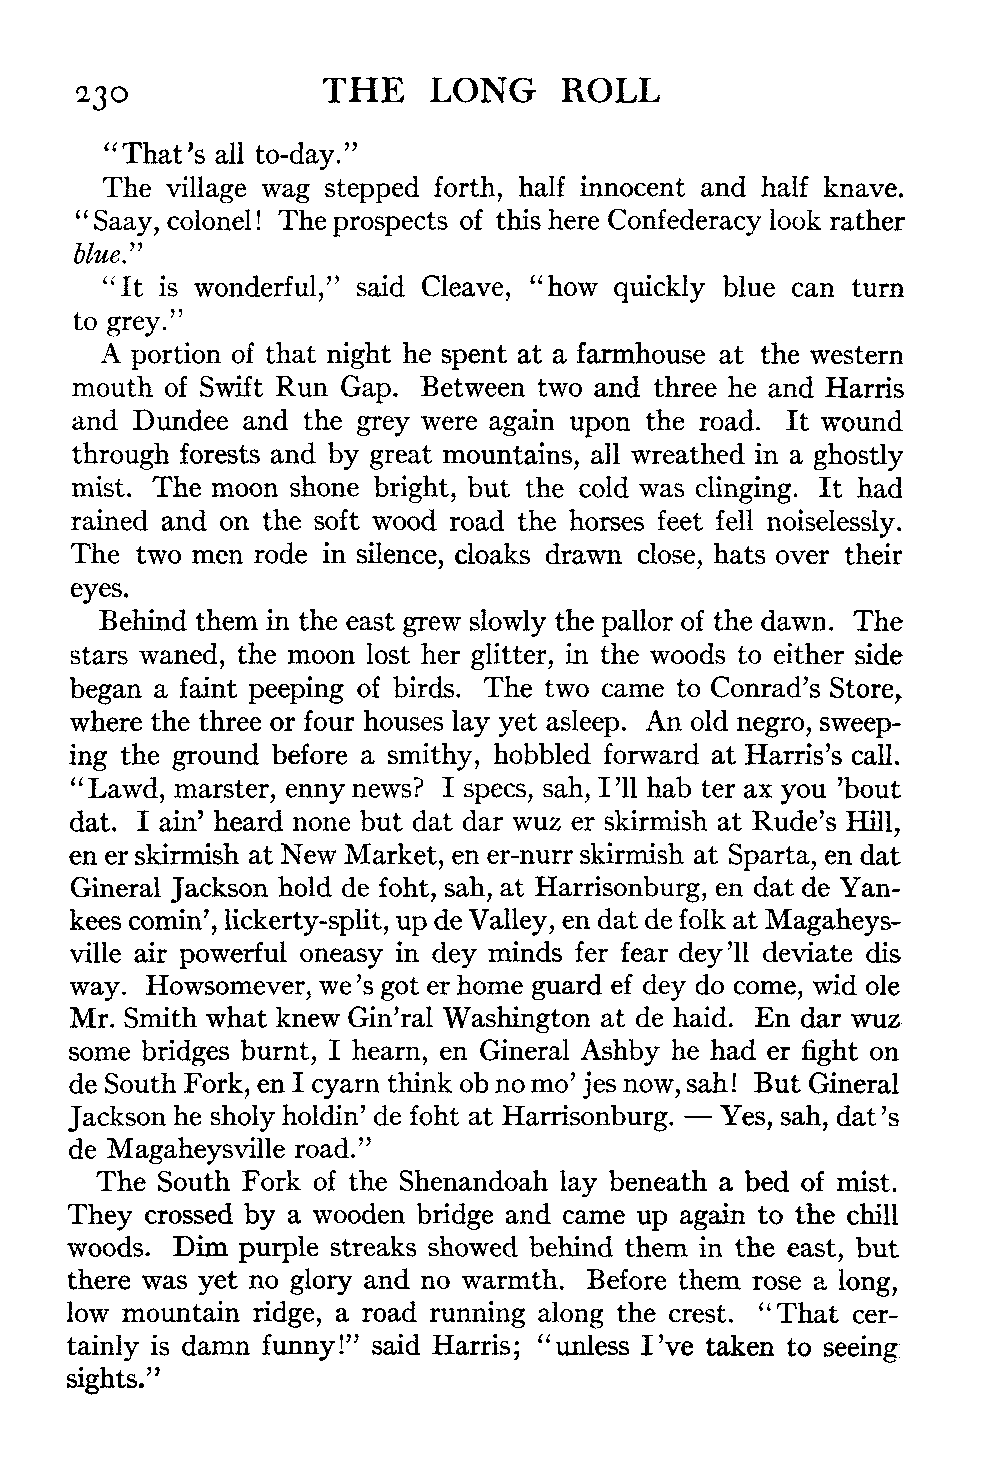 230 THE LONG ROLL
“That's all to-day.”
The village wag stepped forth, half innocent and half knave.
“Saay, colonel! The prospects of this here Confederacy look rather
blue.”
“It is wonderful,” said Cleave, “how quickly blue can turn
to grey.”
A portion of that night he spent at a farmhouse at the western
mouth of Swift Run Gap. Between two and three he and Harris
and Dundee and the grey were again upon the road. It wound
through forests and by great mountains, all wreathed in a ghostly
mist. The moon shone bright, but the cold was clinging. It had
rained and on the soft wood road the horses feet fell noiselessly.
The two men rode in silence, cloaks drawn close, hats over their
eyes.
Behind them in the east grew slowly the pallor of the dawn. The
stars waned, the moon lost her glitter, in the woods to either side
began a faint peeping of birds. The two came to Conrad's Store,
where the three or four houses lay yet asleep. An old negro, sweep-
ing the ground before a smithy, hobbled forward at Harris's call.
“Lawd, marster, enny news? I specs, sah, I'll hab ter ax you 'bout
dat. I ain' heard none but dat dar wuz er skirmish at Rude's Hill,
en er skirmish at New Market, en er-nurr skirmish at Sparta, en dat
Gineral Jackson hold de foht, sah, at Harrisonburg, en dat de Yan-
kees comin', lickerty-split, up de Valley, en dat de folk at Magaheys-
ville air powerful oneasy in dey minds fer fear dey'll deviate dis
way. Howsomever, we's got er home guard ef dey do come, wid ole
Mr. Smith what knew Gin'ral Washington at de haid. En dar wuz
some bridges burnt, I hearn, en Gineral Ashby he had er fight on
de South Fork, en I cyarn think ob no mo' jes now, sah! But Gineral
Jackson he sholy holdin' de foht at Harrisonburg. — Yes, sah, dat's
de Magaheysville road.”
The South Fork of the Shenandoah lay beneath a bed of mist.
They crossed by a wooden bridge and came up again to the chill
woods. Dim purple streaks showed behind them in the east, but
there was yet no glory and no warmth. Before them rose a long,
low mountain ridge, a road running along the crest. “That cer-
tainly is damn funny!” said Harris; “unless I've taken to seeing
sights.”